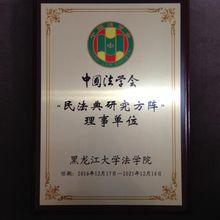 中国法学会
“民法典研究方阵”
理事单位
黑龙江大学法学院
任期：2016年12月17日—2021年12月16日